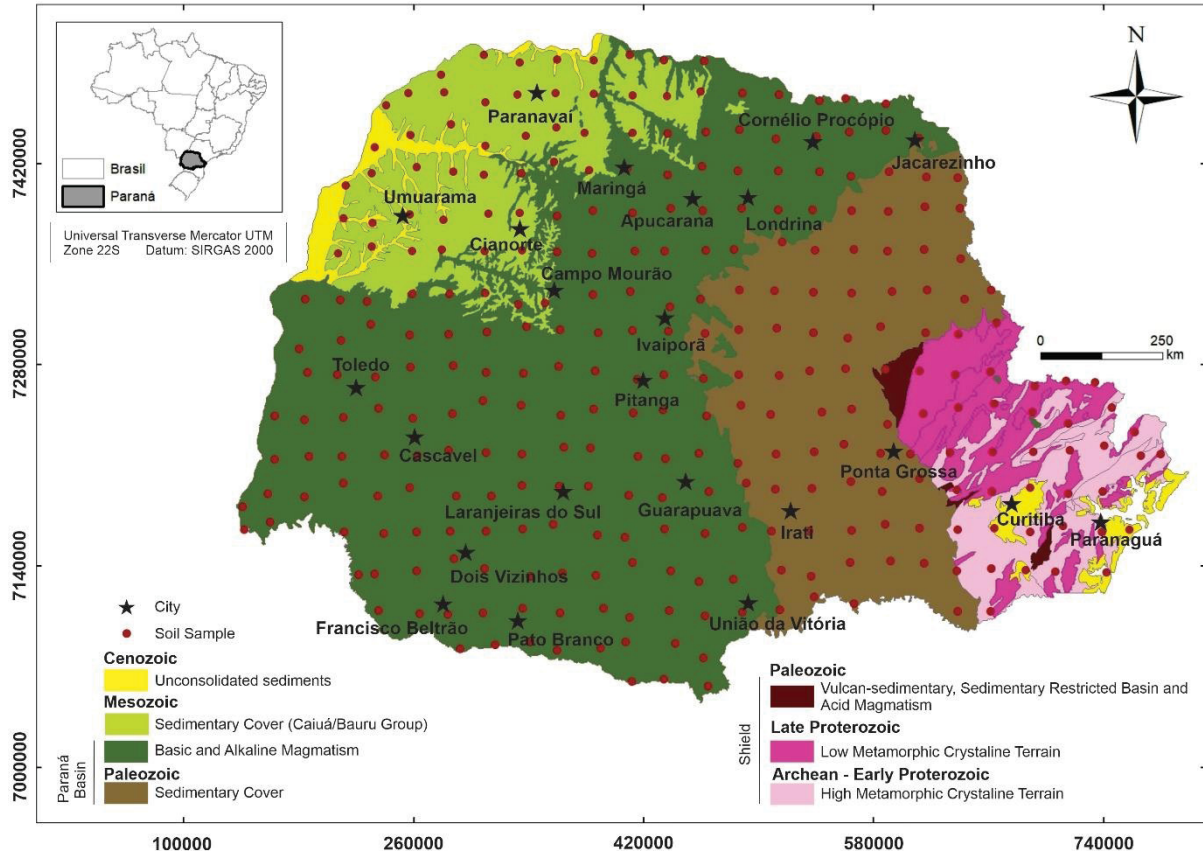 Brasil
Paraná
Universal Transverse Mercator UTM
Zone 22S Datum: SIRGAS 2000
N
0 250
km
7420000
7280000
7140000
7000000
100000 260000 420000 580000 740000
Paranavaí
Cornélio Procópio
Jacarezinho
Maringá
Umuarama
Apucarana
Londrina
Cianorte
Campo Mourão
Ivaiporã
Toledo
Pitanga
Cascavel
Ponta Grossa
Laranjeiras do Sul
Guarapuava
Irati
Curitiba
Paranaguá
Dois Vizinhos
Francisco Beltrão
Pato Branco
União da Vitória
City
Soil Sample
Cenozoic
Unconsolidated sediments
Mesozoic
Sedimentary Cover (Caiuá/Bauru Group)
Basic and Alkaline Magmatism
Paleozoic
Sedimentary Cover
Paraná
Basin
Shield
Paleozoic
Vulcan-sedimentary, Sedimentary Restricted Basin and
Acid Magmatism
Late Proterozoic
Low Metamorphic Crystaline Terrain
Archean - Early Proterozoic
High Metamorphic Crystaline Terrain